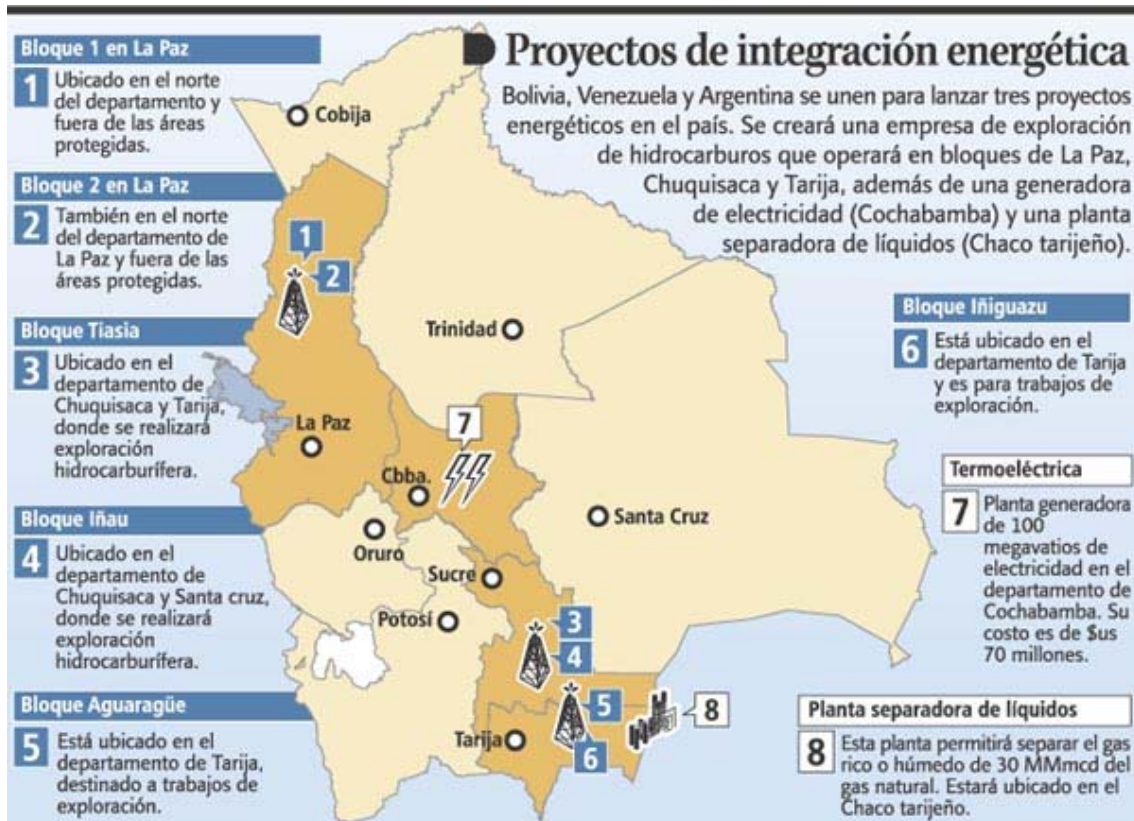 Proyectos de integración energética
Bolivia, Venezuela y Argentina se unen para lanzar tres proyectos
energéticos en el país. Se creará una empresa de exploración
de hidrocarburos que operará en bloques de La Paz,
Chuquisaca y Tarija, además de una generadora
de electricidad (Cochabamba) y una planta
separadora de líquidos (Chaco tarijeño).
Bloque 1 en La Paz
1
Ubicado en el norte
del departamento y
fuera de las áreas
protegidas.
Bloque 2 en La Paz
2
También en el norte
del departamento de
La Paz y fuera de las
áreas protegidas.
Bloque Tiasia
3
Ubicado en el
departamento de
Chuquisaca y Tarija,
donde se realizará
exploración
hidrocarburífera.
Bloque Iñau
4
Ubicado en el
departamento de
Chuquisaca y Santa cruz,
donde se realizará
exploración
hidrocarburífera.
Bloque Aguaragüe
5
Está ubicado en el
departamento de Tarija,
destinado a trabajos de
exploración.
Cobija
1
2
Trinidad
La Paz
7
Cbba.
Santa Cruz
Oruro
Sucre
Potosí
3
4
5
8
Tarija
6
Bloque Iñiguazu
6
Está ubicado en el
departamento de Tarija
y es para trabajos de
exploración.
Termoeléctrica
7
Planta generadora
de 100
megavatios de
electricidad en el
departamento de
Cochabamba. Su
costo es de $us
70 millones.
Planta separadora de líquidos
8
Esta planta permitirá separar el gas
rico o húmedo de 30 MMmcd del
gas natural. Estará ubicado en el
Chaco tarijeño.